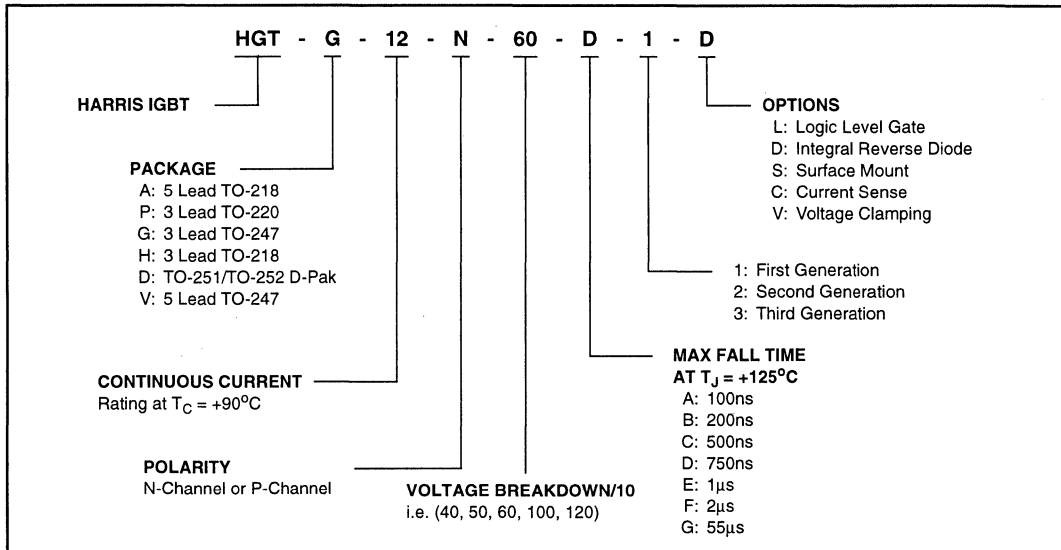 HGT - G - 12 - N - 60 - D - 1 - D
HARRIS IGBT
PACKAGE
A: 5 Lead TO-218
P: 3 Lead TO-220
G: 3 Lead TO-247
H: 3 Lead TO-218
D: TO-251/TO-252 D-Pak
V: 5 Lead TO-247
CONTINUOUS CURRENT
Rating at TC = +90°C
POLARITY
N-Channel or P-Channel
VOLTAGE BREAKDOWN/10
i.e. (40, 50, 60, 100, 120)
MAX FALL TIME
AT TJ = +125°C
A: 100ns
B: 200ns
C: 500ns
D: 750ns
E: 1µs
F: 2µs
G: 55µs
1: First Generation
2: Second Generation
3: Third Generation
OPTIONS
L: Logic Level Gate
D: Integral Reverse Diode
S: Surface Mount
C: Current Sense
V: Voltage Clamping